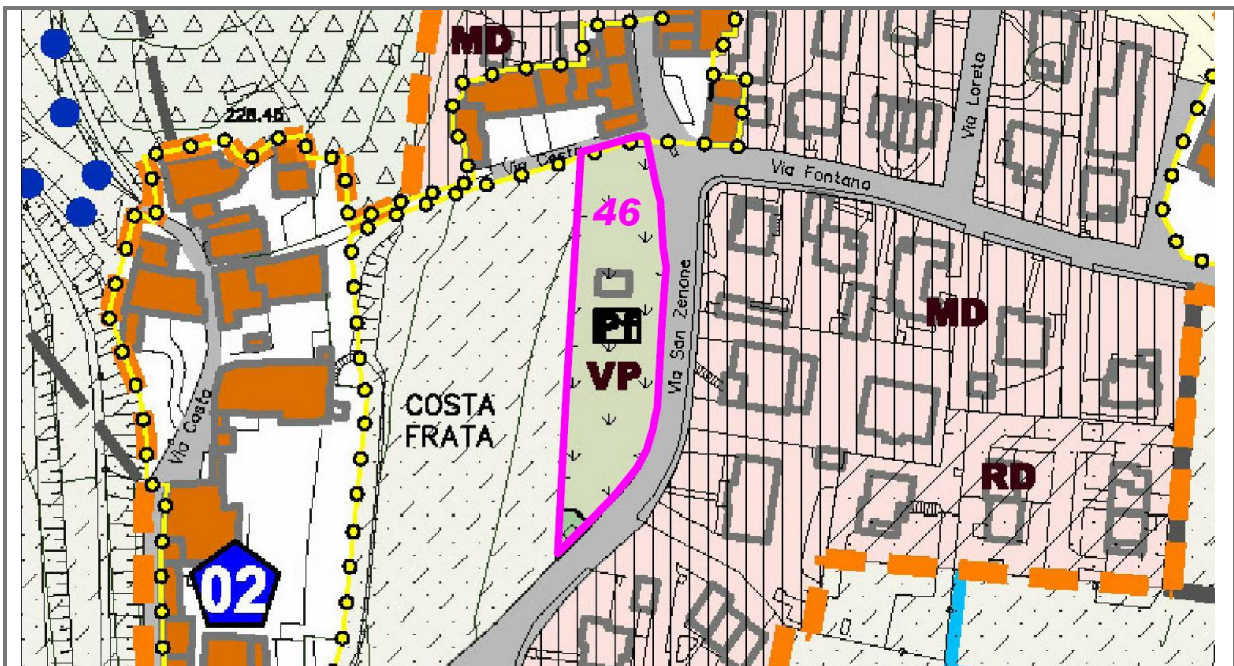 MD
228.45
Via Costa
Via Fontana
Via Loreto
46
Pf
VP
Via San Zenone
MD
COSTA
FRATA
Via Costa
RD
02